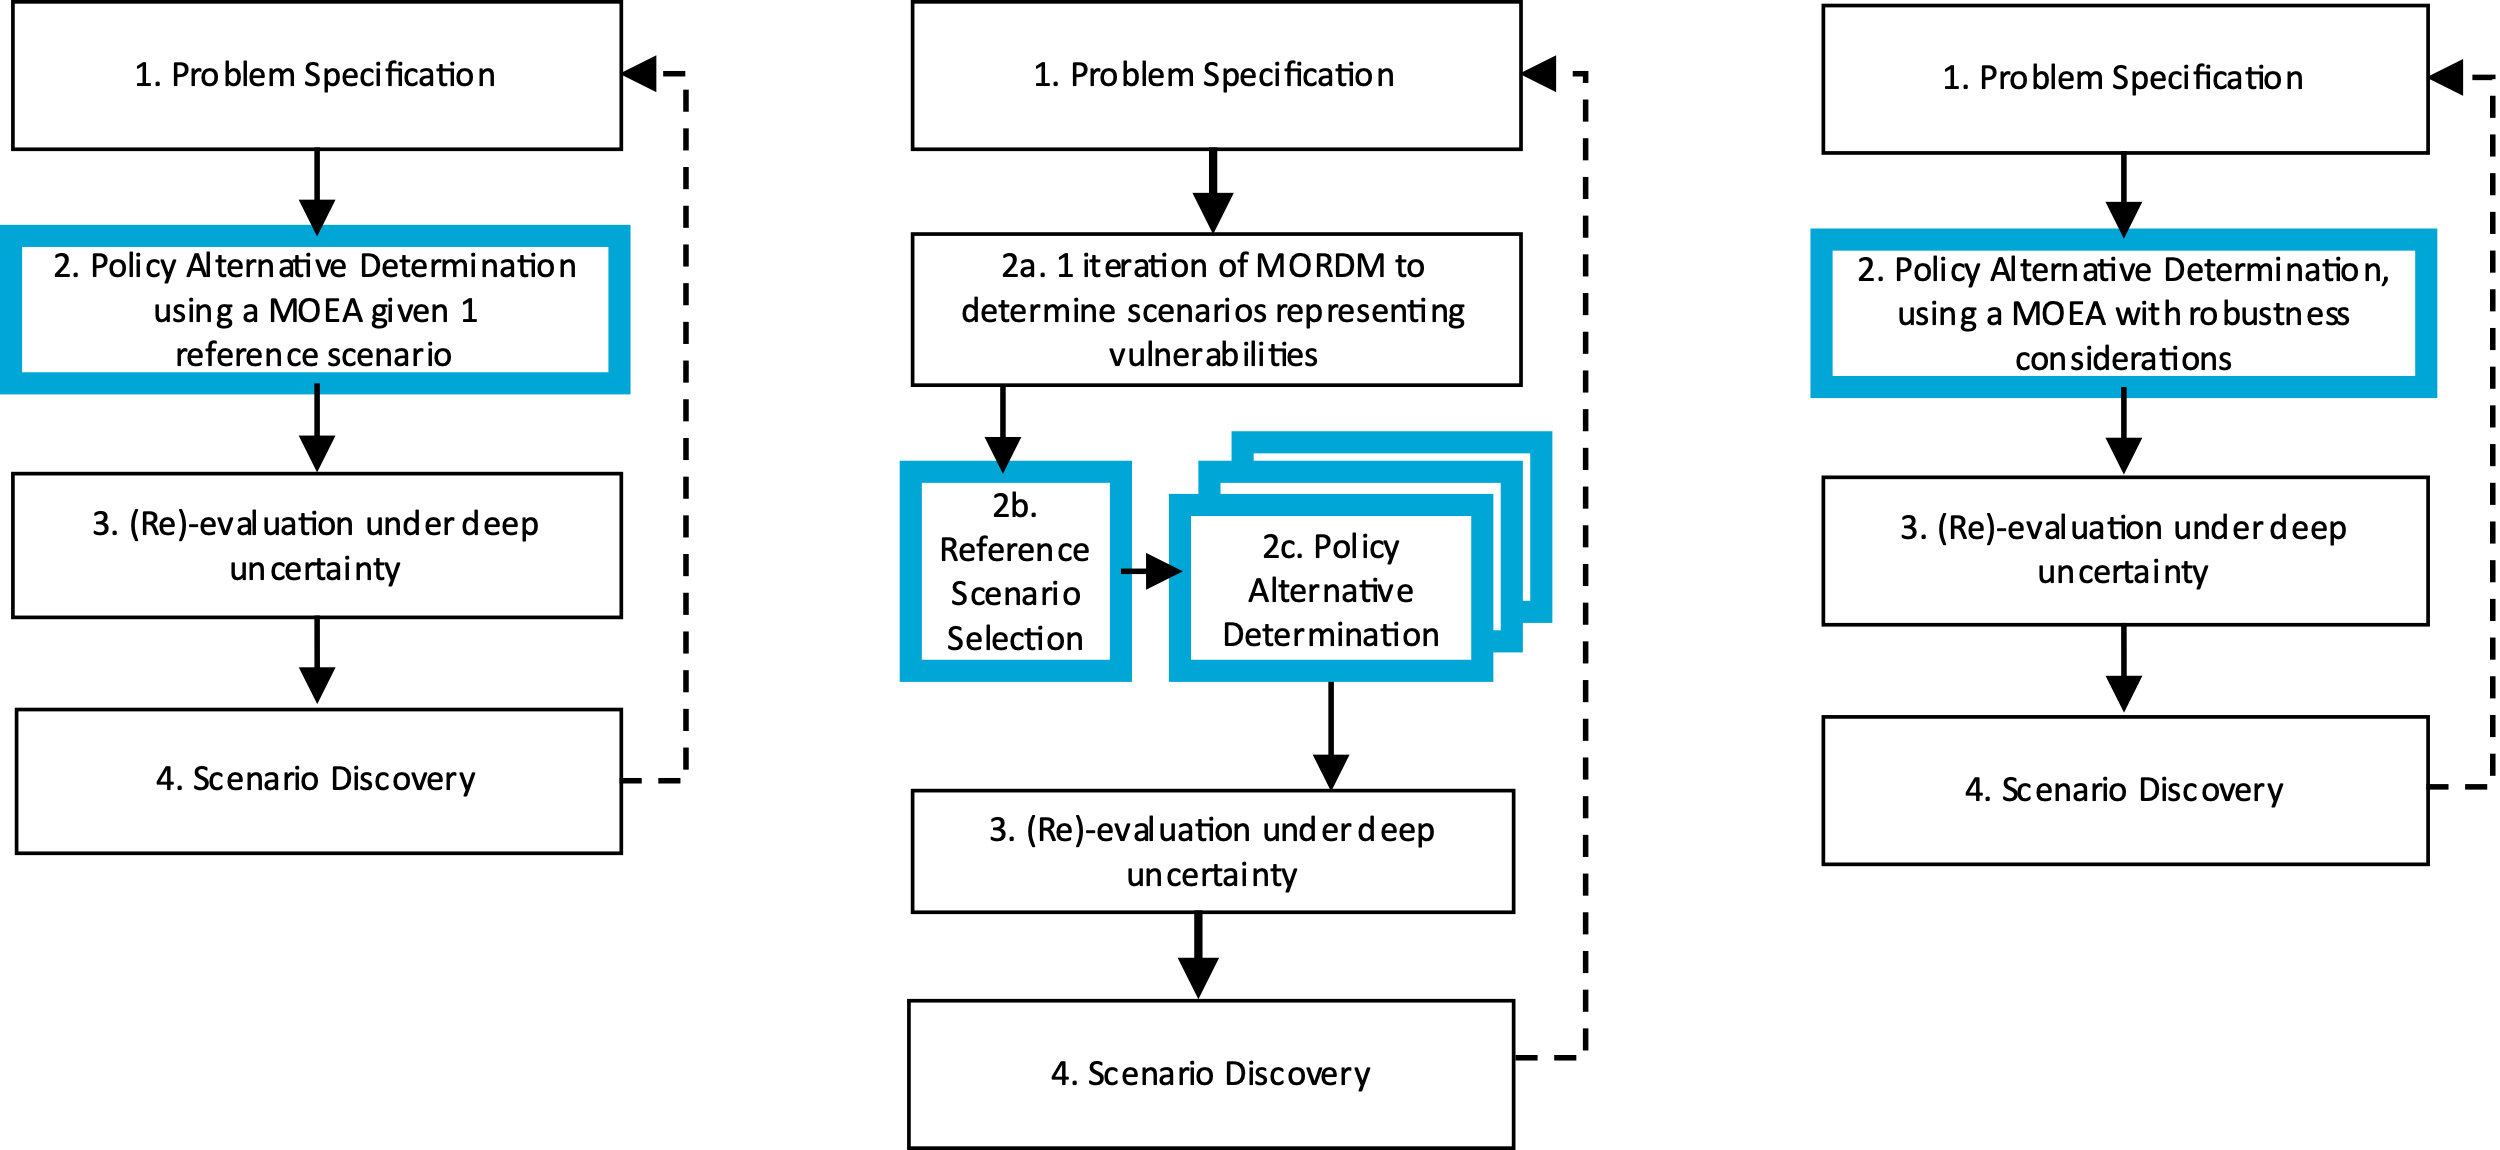 1. Problem Specification
2. Policy Alternative Determination
using a MOEA given 1
reference scenario
3. (Re)-evaluation under deep
uncertainty
4. Scenario Discovery
1. Problem Specification
2a. 1 iteration of MORDM to
determine scenarios representing
vulnerabilities
2b.
Reference
Scenario
Selection
2c. Policy
Alternative
Determination
3. (Re)-evaluation under deep
uncertainty
4. Scenario Discovery
1. Problem Specification
2. Policy Alternative Determination,
using a MOEA with robustness
considerations
3. (Re)-evaluation under deep
uncertainty
4. Scenario Discovery